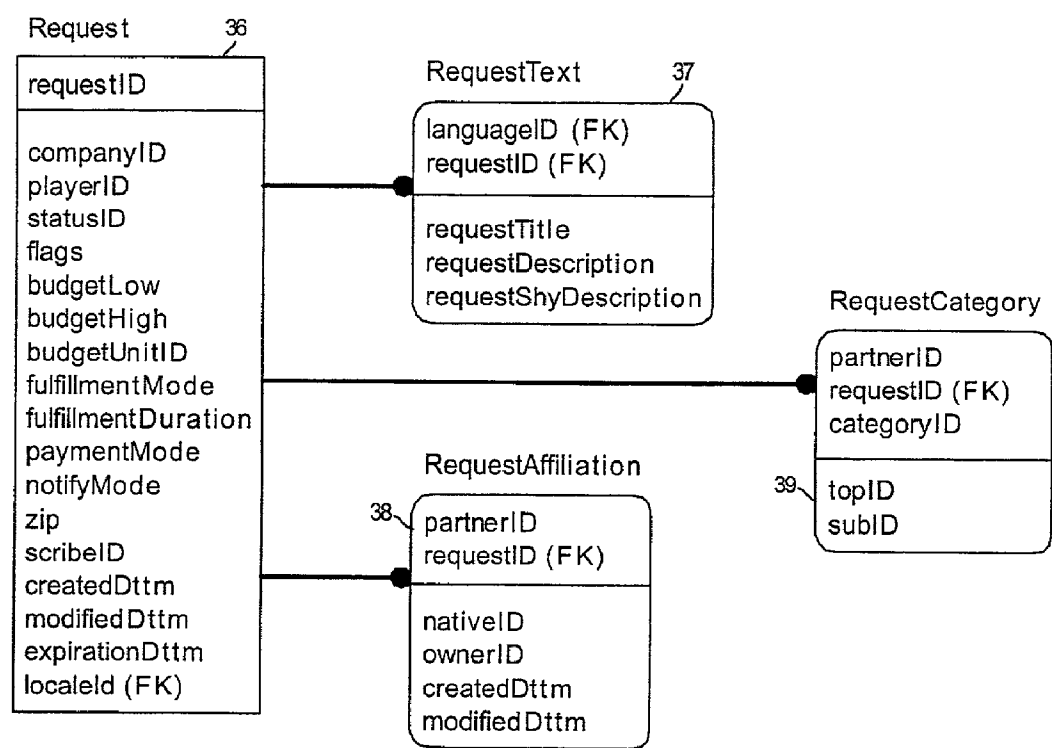 Request
36
requestID
companyID
playerID
statusID
flags
budgetLow
budgetHigh
budgetUnitID
fulfillmentMode
fulfillmentDuration
paymentMode
notifyMode
zip
scribeID
createdDttm
modifiedDttm
expirationDttm
localeId (FK)
RequestText
37
languageID (FK)
requestID (FK)
requestTitle
requestDescription
requestShyDescription
RequestCategory
partnerID
requestID (FK)
categoryID
39
topID
subID
RequestAffiliation
38
partnerID
requestID (FK)
nativeID
ownerID
createdDttm
modifiedDttm